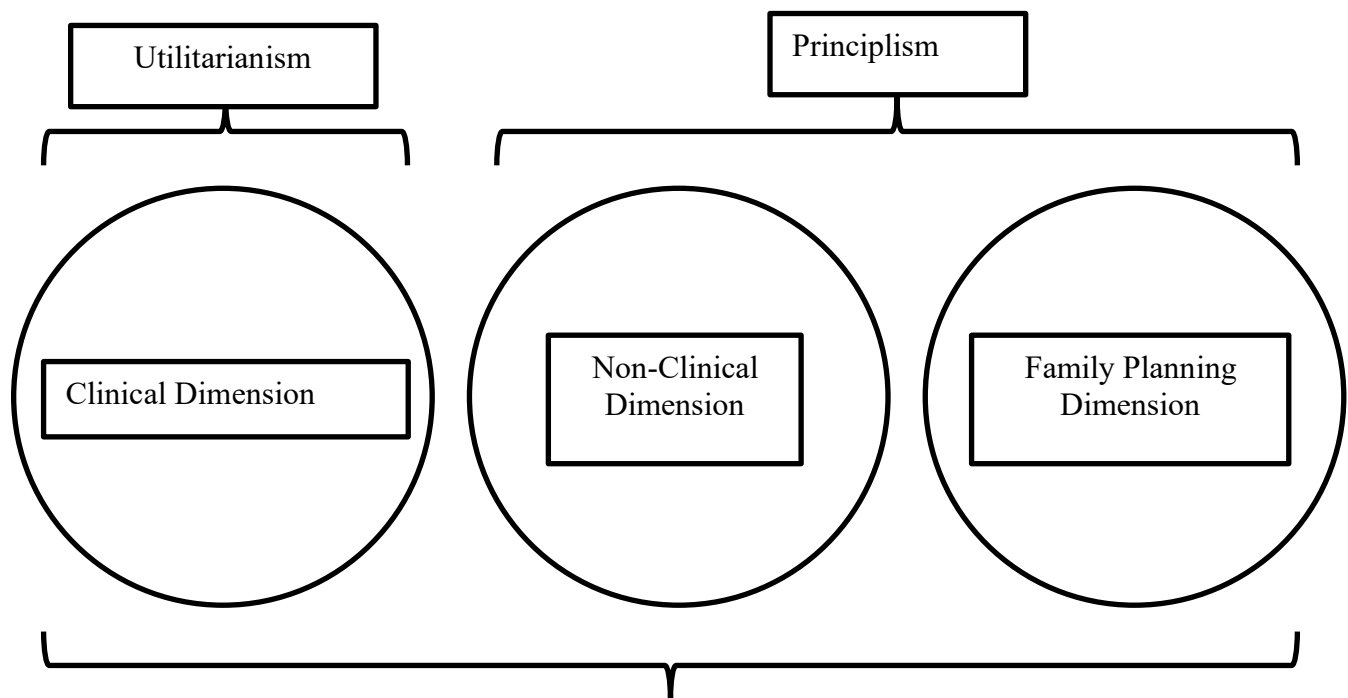 Utilitarianism
Principlism
Clinical Dimension
Non-Clinical
Dimension
Family Planning
Dimension